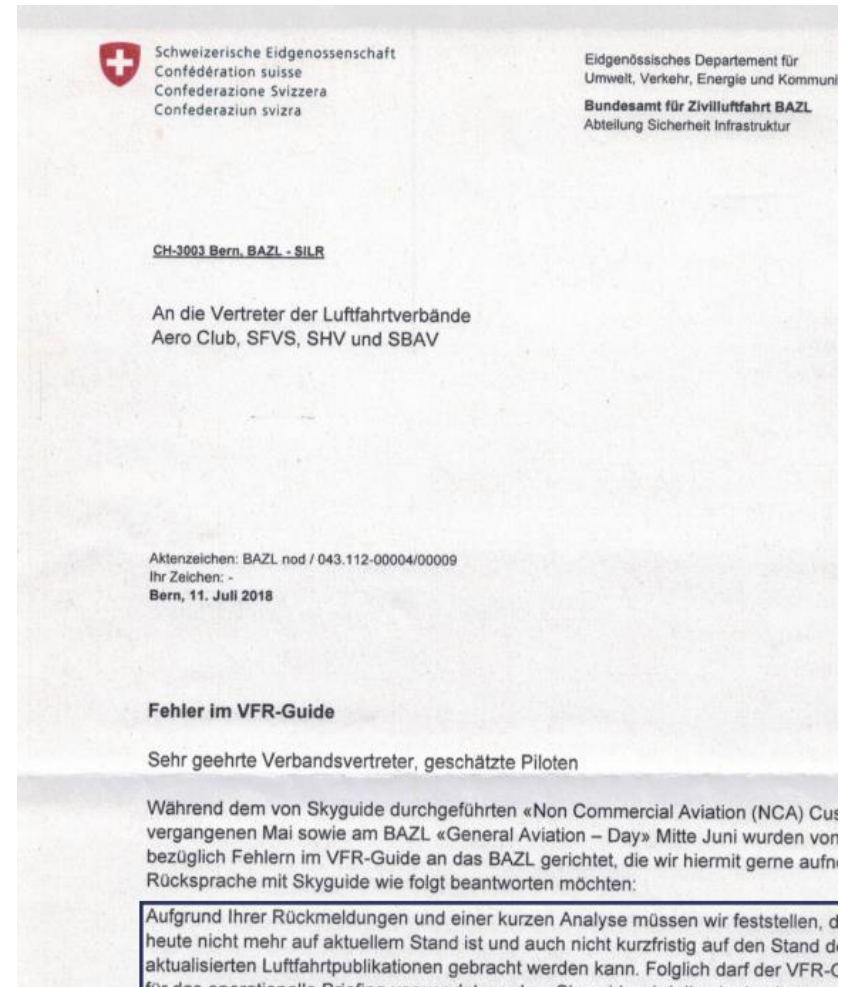 Schweizerische Eidgenossenschaft
Confédération suisse
Confederazione Svizzera
Confederaziun svizra
Eidgenössisches Departement für
Umwelt, Verkehr, Energie und Kommuni
Bundesamt für Zivilluftfahrt BAZL
Abteilung Sicherheit Infrastruktur
CH-3003 Bern, BAZL - SILR
An die Vertreter der Luftfahrtverbände
Aero Club, SFVS, SHV und SBAV
Aktenzeichen: BAZL nod / 043.112-00004/00009
Ihr Zeichen: -
Bern, 11. Juli 2018
Fehler im VFR-Guide
Sehr geehrte Verbandsvertreter, geschätzte Piloten
Während dem von Skyguide durchgeführten «Non Commercial Aviation (NCA) Cus
vergangenen Mai sowie am BAZL «General Aviation – Day» Mitte Juni wurden von
bezüglich Fehlern im VFR-Guide an das BAZL gerichtet, die wir hiermit gerne aufn
Rücksprache mit Skyguide wie folgt beantworten möchten:
Aufgrund Ihrer Rückmeldungen und einer kurzen Analyse müssen wir feststellen, d
heute nicht mehr auf aktuellem Stand ist und auch nicht kurzfristig auf den Stand d
aktualisierten Luftfahrtpublikationen gebracht werden kann. Folglich darf der VFR-G